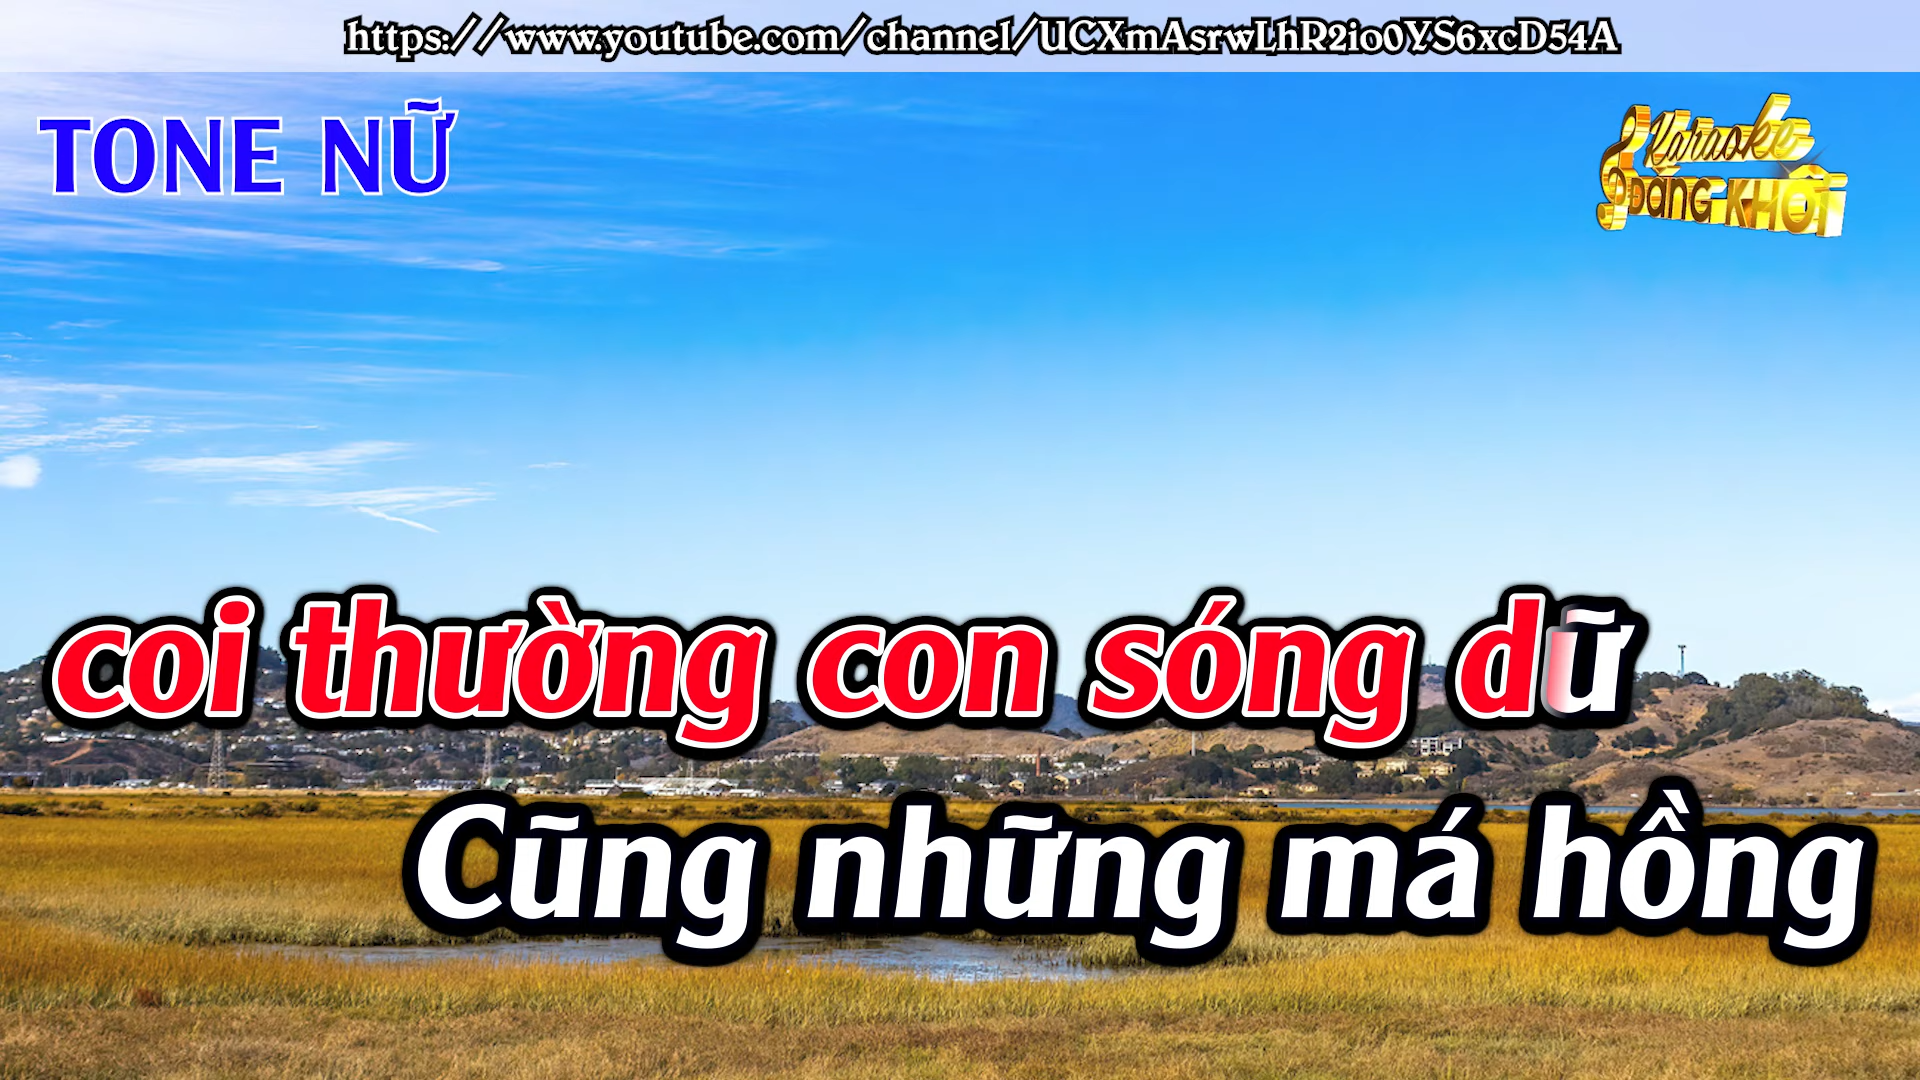 https://www.youtube.com/channel/UCXmAsrwLhR2io0YS6xcD54A
TONE NỮ
Karaoke
ĐĂNG KHÔI
coi thường con sóng dữ
Cũng những má hồng